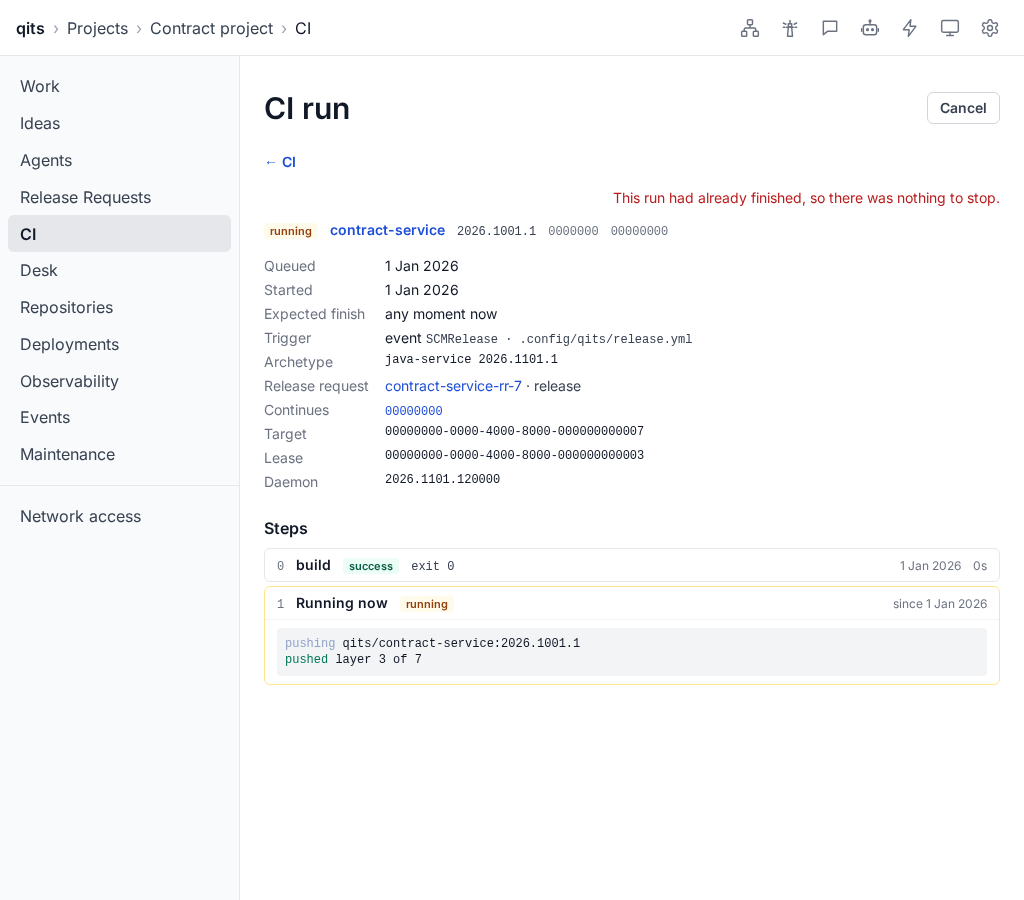 qits › Projects › Contract project › CI
Work
Ideas
Agents
Release Requests
CI
Desk
Repositories
Deployments
Observability
Events
Maintenance
Network access
CI run
Cancel
← CI
This run had already finished, so there was nothing to stop.
running contract-service 2026.1001.1 0000000 00000000
Queued 1 Jan 2026
Started 1 Jan 2026
Expected finish any moment now
Trigger event SCMRelease · .config/qits/release.yml
Archetype java-service 2026.1101.1
Release request contract-service-rr-7 · release
Continues 00000000
Target 00000000-0000-4000-8000-000000000007
Lease 00000000-0000-4000-8000-000000000003
Daemon 2026.1101.120000
Steps
0 build success exit 0 1 Jan 2026 0s
1 Running now running since 1 Jan 2026
pushing qits/contract-service:2026.1001.1
pushed layer 3 of 7